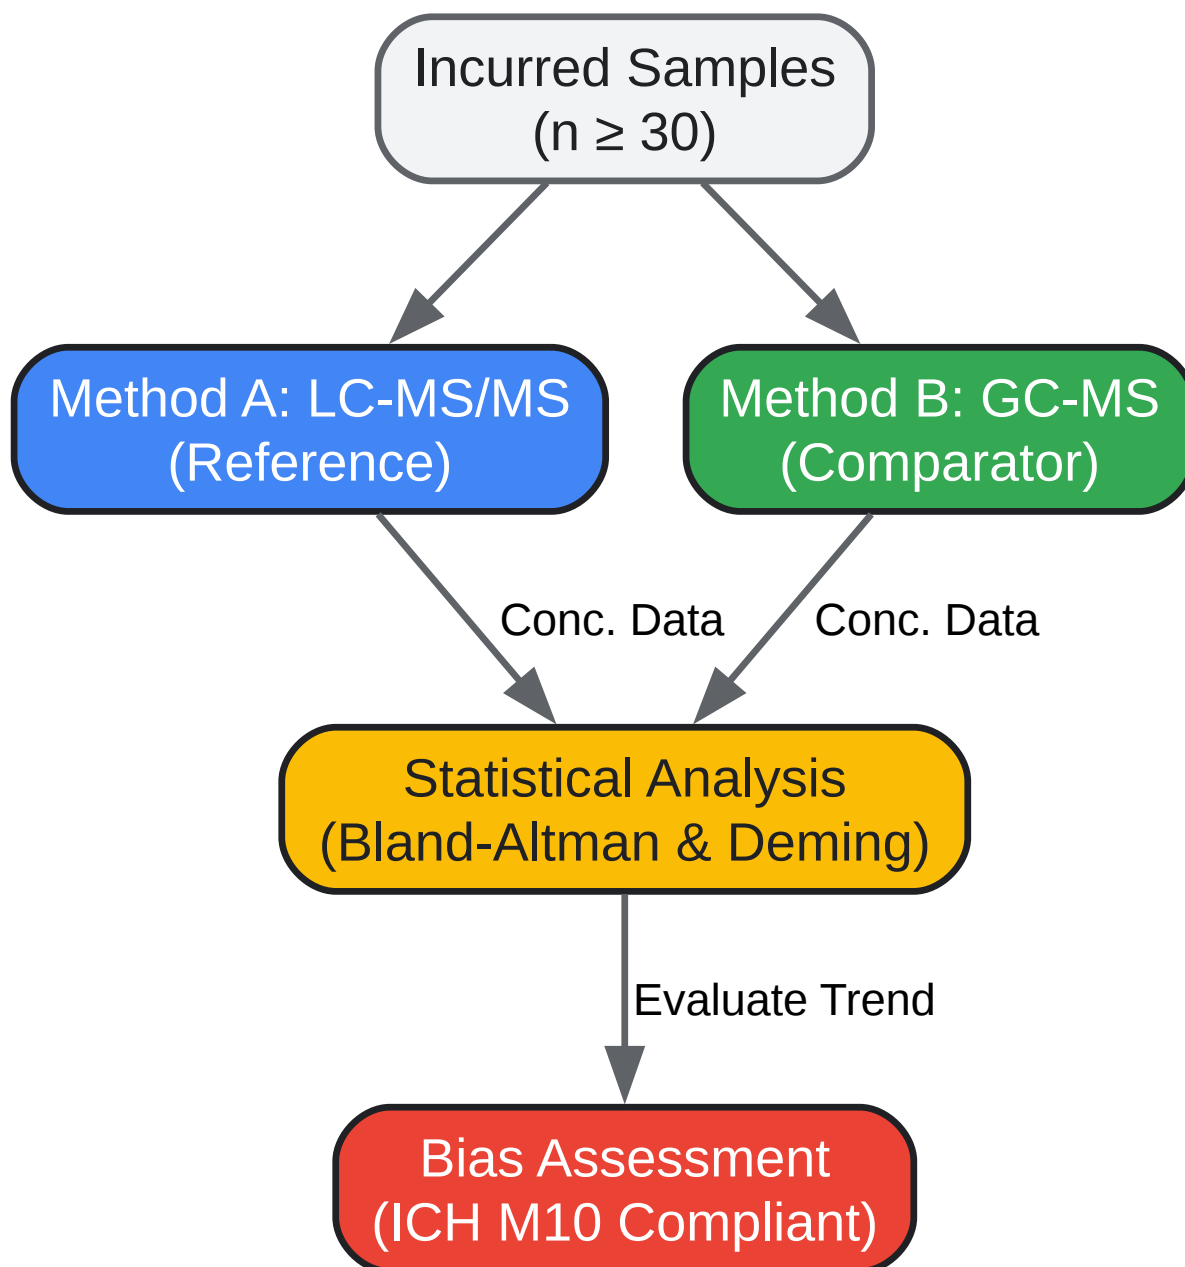 Incurred Samples
(n ≥ 30)
Method A: LC-MS/MS
(Reference)
Method B: GC-MS
(Comparator)
Conc. Data
Conc. Data
Statistical Analysis
(Bland-Altman & Deming)
Evaluate Trend
Bias Assessment
(ICH M10 Compliant)